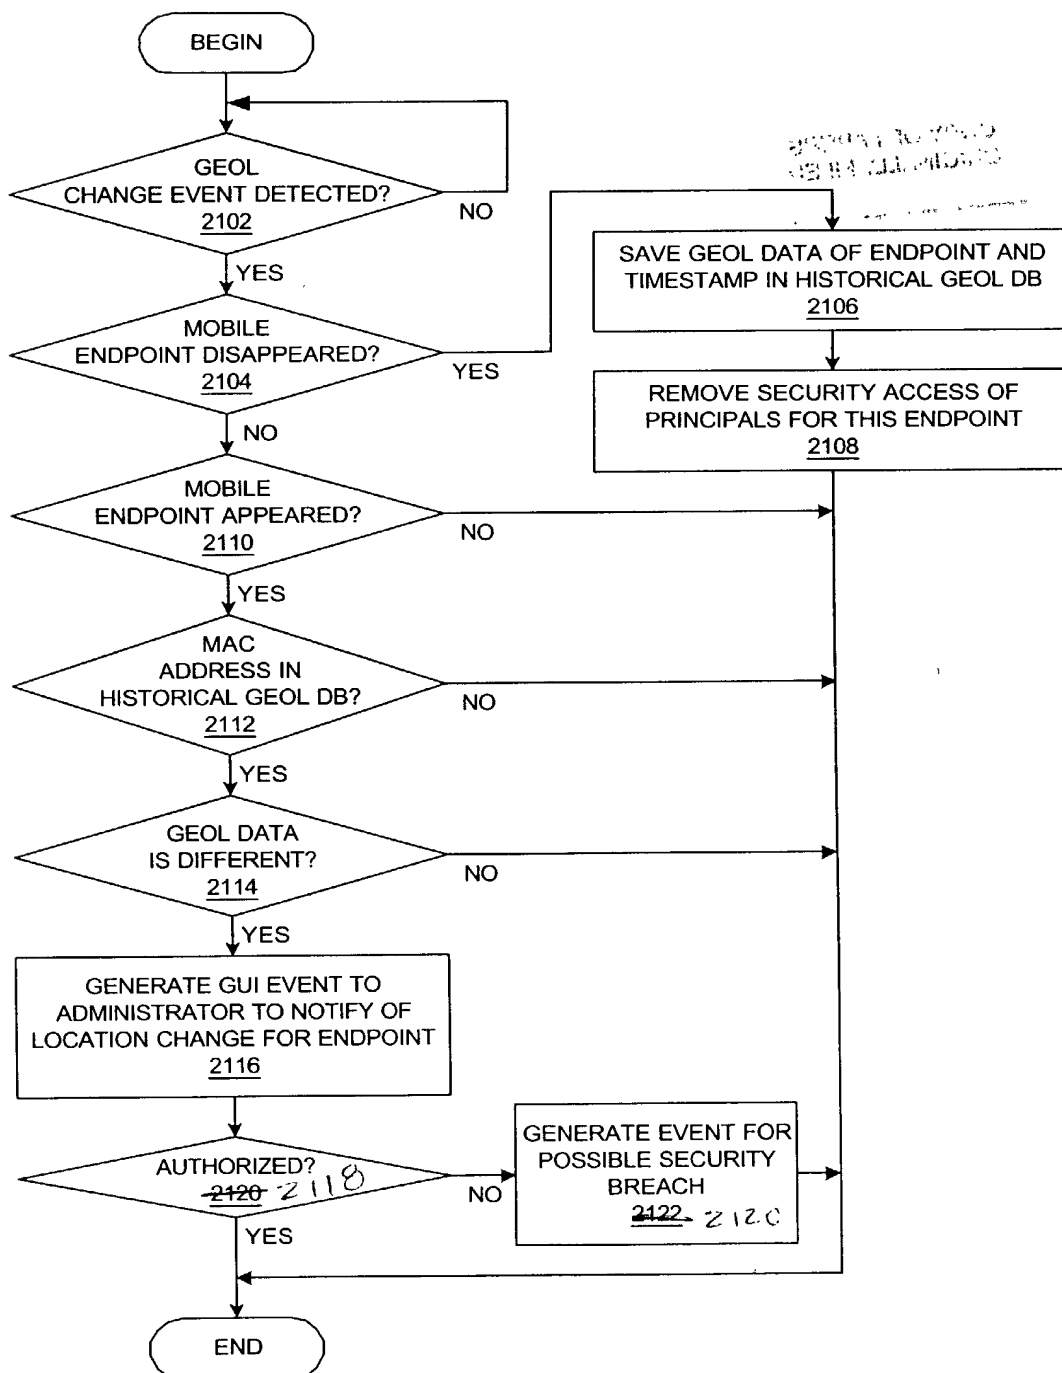 BEGIN
GEOL
CHANGE EVENT DETECTED?
2102
NO
YES
MOBILE
ENDPOINT DISAPPEARED?
2104
YES
NO
SAVE GEOL DATA OF ENDPOINT AND
TIMESTAMP IN HISTORICAL GEOL DB
2106
REMOVE SECURITY ACCESS OF
PRINCIPALS FOR THIS ENDPOINT
2108
MOBILE
ENDPOINT APPEARED?
2110
NO
YES
MAC
ADDRESS IN
HISTORICAL GEOL DB?
2112
NO
YES
GEOL DATA
IS DIFFERENT?
2114
NO
YES
GENERATE GUI EVENT TO
ADMINISTRATOR TO NOTIFY OF
LOCATION CHANGE FOR ENDPOINT
2116
AUTHORIZED?
2120 2118
NO
YES
GENERATE EVENT FOR
POSSIBLE SECURITY
BREACH
2122 2120
END